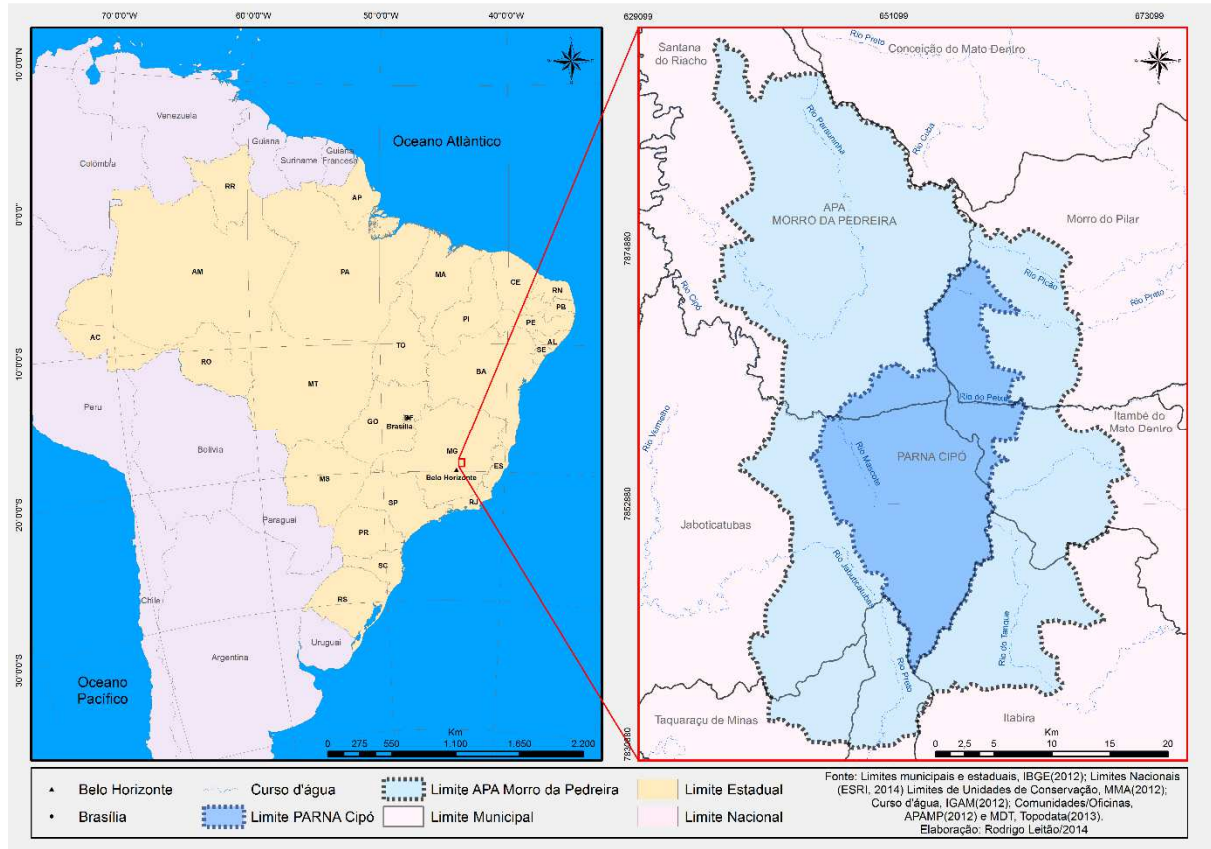 70°0'0"W
60°0'0"W
50°0'0"W
40°0'0"W
10°0'0"N
0°0'0"
10°0'0"S
20°0'0"S
30°0'0"S
Oceano Atlântico
Venezuela
Guiana
Suriname
Guiana
Francesa
Colômbia
RR
AP
AM
PA
MA
CE
RN
PB
PI
PE
AL
SE
AC
RO
TO
BA
MT
GO
DF
Brasília
Peru
Bolívia
MG
ES
Belo Horizonte
MS
SP
RJ
Paraguai
PR
SC
RS
Chile
Argentina
Uruguai
Oceano
Pacífico
Km
0 275 550 1.100 1.650 2.200
629099
651099
673099
7874880
7852880
7830880
Santana
do Riacho
Rio Preto
Conceição do Mato Dentro
Rio Parauninha
Rio Cuba
APA
MORRO DA PEDREIRA
Morro do Pilar
Rio Picão
Rio Preto
Rio Cipó
Rio do Peixe
Itambé do
Mato Dentro
Rio Vermelho
Rio Mascote
PARNA CIPÓ
Jaboticatubas
Rio Jabuticatubas
Rio do Tanque
Rio Preto
Taquaraçu de Minas
Itabira
Km
0 2,5 5 10 15 20
Belo Horizonte
Curso d'água
Limite APA Morro da Pedreira
Limite Estadual
Brasília
Limite PARNA Cipó
Limite Municipal
Limite Nacional
Fonte: Limites municipais e estaduais, IBGE(2012); Limites Nacionais
(ESRI, 2014) Limites de Unidades de Conservação, MMA(2012);
Curso d'água, IGAM(2012); Comunidades/Oficinas,
APAMP(2012) e MDT, Topodata(2013).
Elaboração: Rodrigo Leitão/2014